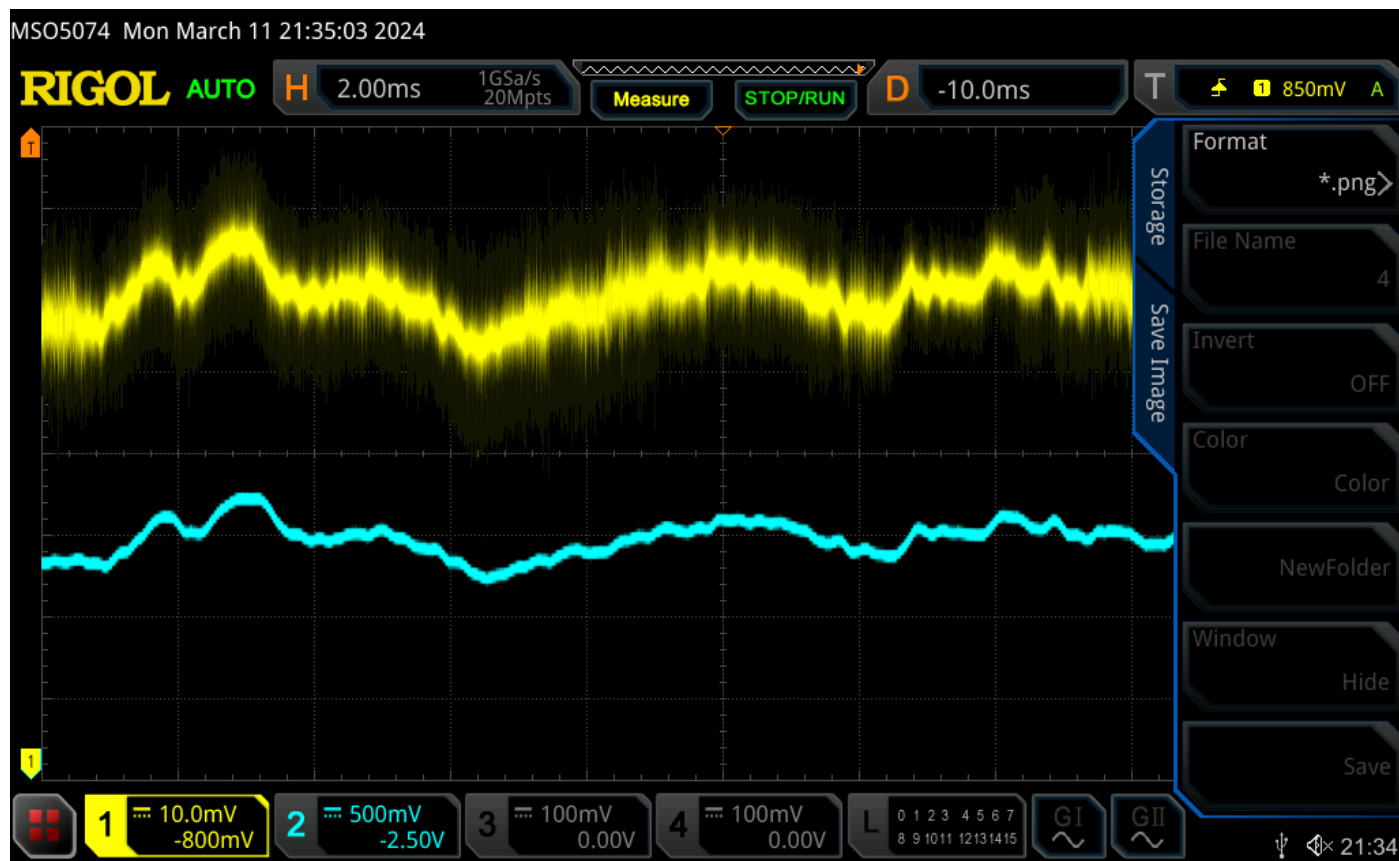 MSO5074 Mon March 11 21:35:03 2024
RIGOL AUTO H 2.00ms 1GSa/s 20Mpts Measure STOP/RUN D -10.0ms T 1 850mV A
T
Storage
Save Image
Format
*.png>
File Name
4
Invert
OFF
Color
Color
NewFolder
Window
Hide
Save
1
1 10.0mV -800mV
2 500mV -2.50V
3 100mV 0.00V
4 100mV 0.00V
L 0 1 2 3 4 5 6 7
8 9 10 11 12 13 14 15
GI GII
21:34